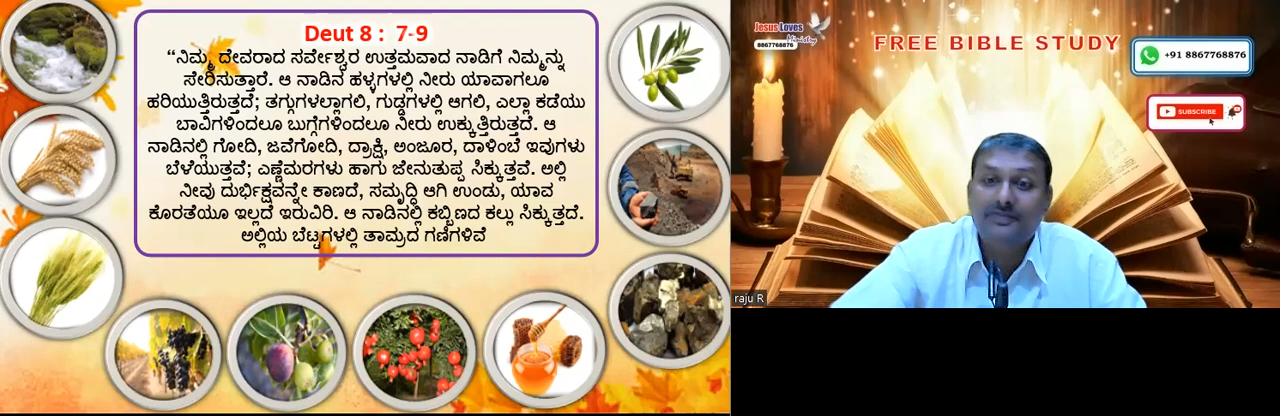 Deut 8 : 7-9
“ನಿಮ್ಮ ದೇವರಾದ ಸರ್ವೇಶ್ವರ ಉತ್ತಮವಾದ ನಾಡಿಗೆ ನಿಮ್ಮನ್ನು
ಸೇರಿಸುತ್ತಾರೆ. ಆ ನಾಡಿನ ಹಳ್ಳಗಳಲ್ಲಿ ನೀರು ಯಾವಾಗಲೂ
ಹರಿಯುತ್ತಿರುತ್ತದೆ; ತಗ್ಗುಗಳಲ್ಲಾಗಲಿ, ಗುಡ್ಡಗಳಲ್ಲಿ ಆಗಲಿ, ಎಲ್ಲಾ ಕಡೆಯು
ಬಾವಿಗಳಿಂದಲೂ ಬುಗ್ಗೆಗಳಿಂದಲೂ ನೀರು ಉಕ್ಕುತ್ತಿರುತ್ತದೆ. ಆ
ನಾಡಿನಲ್ಲಿ ಗೋದಿ, ಜವೆಗೋದಿ, ದ್ರಾಕ್ಷಿ, ಅಂಜೂರ, ದಾಳಿಂಬೆ ಇವುಗಳು
ಬೆಳೆಯುತ್ತವೆ; ಎಣ್ಣೆಮರಗಳು ಹಾಗು ಜೇನುತುಪ್ಪ ಸಿಕ್ಕುತ್ತವೆ. ಅಲ್ಲಿ
ನೀವು ದುರ್ಭಿಕ್ಷವನ್ನೇ ಕಾಣದೆ, ಸಮೃದ್ಧಿ ಆಗಿ ಉಂಡು, ಯಾವ
ಕೊರತೆಯೂ ಇಲ್ಲದೆ ಇರುವಿರಿ. ಆ ನಾಡಿನಲ್ಲಿ ಕಬ್ಬಿಣದ ಕಲ್ಲು ಸಿಕ್ಕುತ್ತದೆ.
ಅಲ್ಲಿಯ ಬೆಟ್ಟಗಳಲ್ಲಿ ತಾಮ್ರದ ಗಣಿಗಳಿವೆ
Jesus Loves
Ministry
8867768876
FREE BIBLE STUDY
+91 8867768876
SUBSCRIBE
raju R